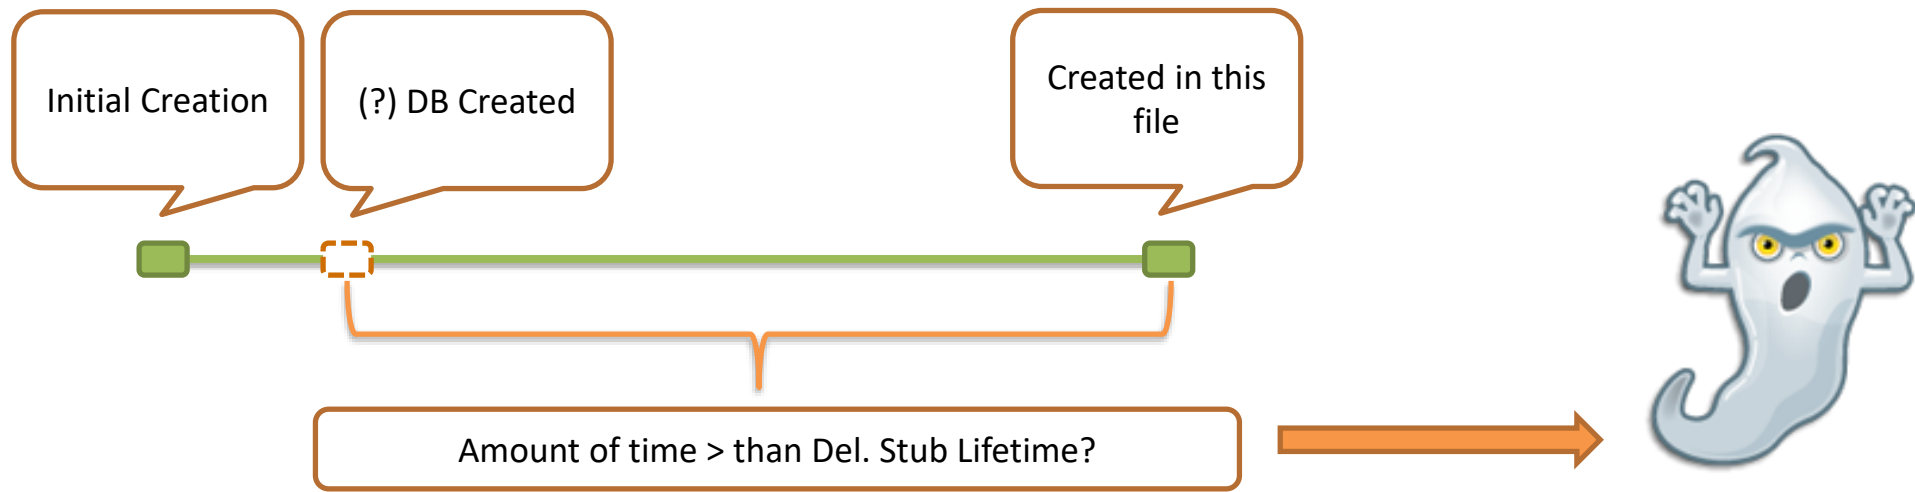 Initial Creation
(?) DB Created
Created in this
file
Amount of time > than Del. Stub Lifetime?